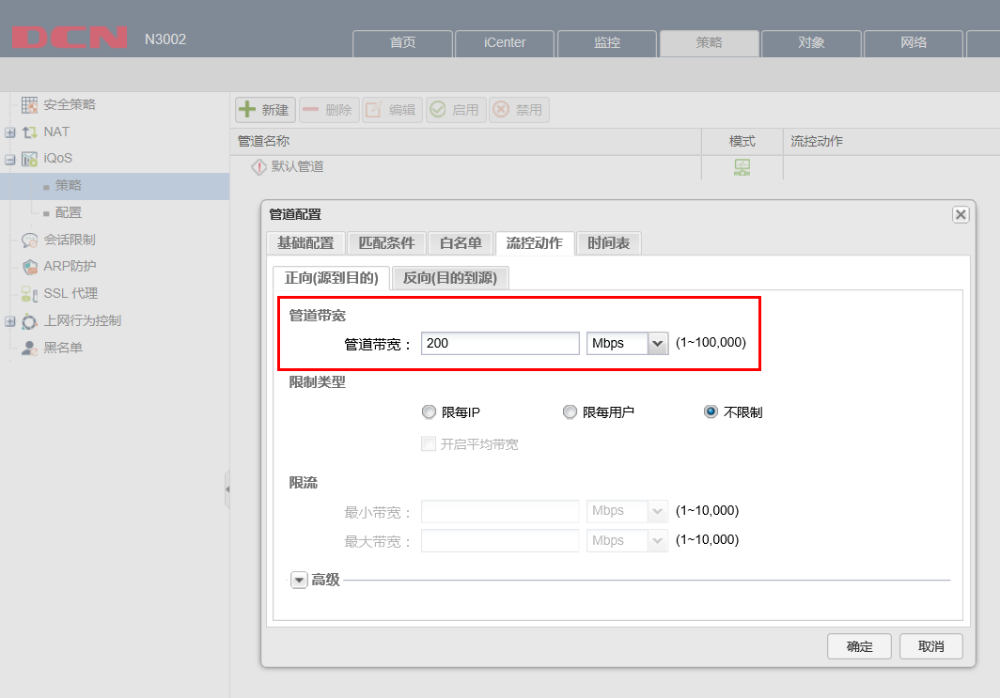 DCN N3002 首页 iCenter 监控 策略 对象 网络
安全策略
NAT
iQoS
策略
配置
会话限制
ARP防护
SSL 代理
上网行为控制
黑名单
新建 删除 编辑 启用 禁用
管道名称 模式 流控动作
默认管道
管道配置
基础配置 匹配条件 白名单 流控动作 时间表
正向(源到目的) 反向(目的到源)
管道带宽
管道带宽： 200 Mbps (1~100,000)
限制类型
限每IP 限每用户 不限制
开启平均带宽
限流
最小带宽： Mbps (1~10,000)
最大带宽： Mbps (1~10,000)
高级
确定 取消